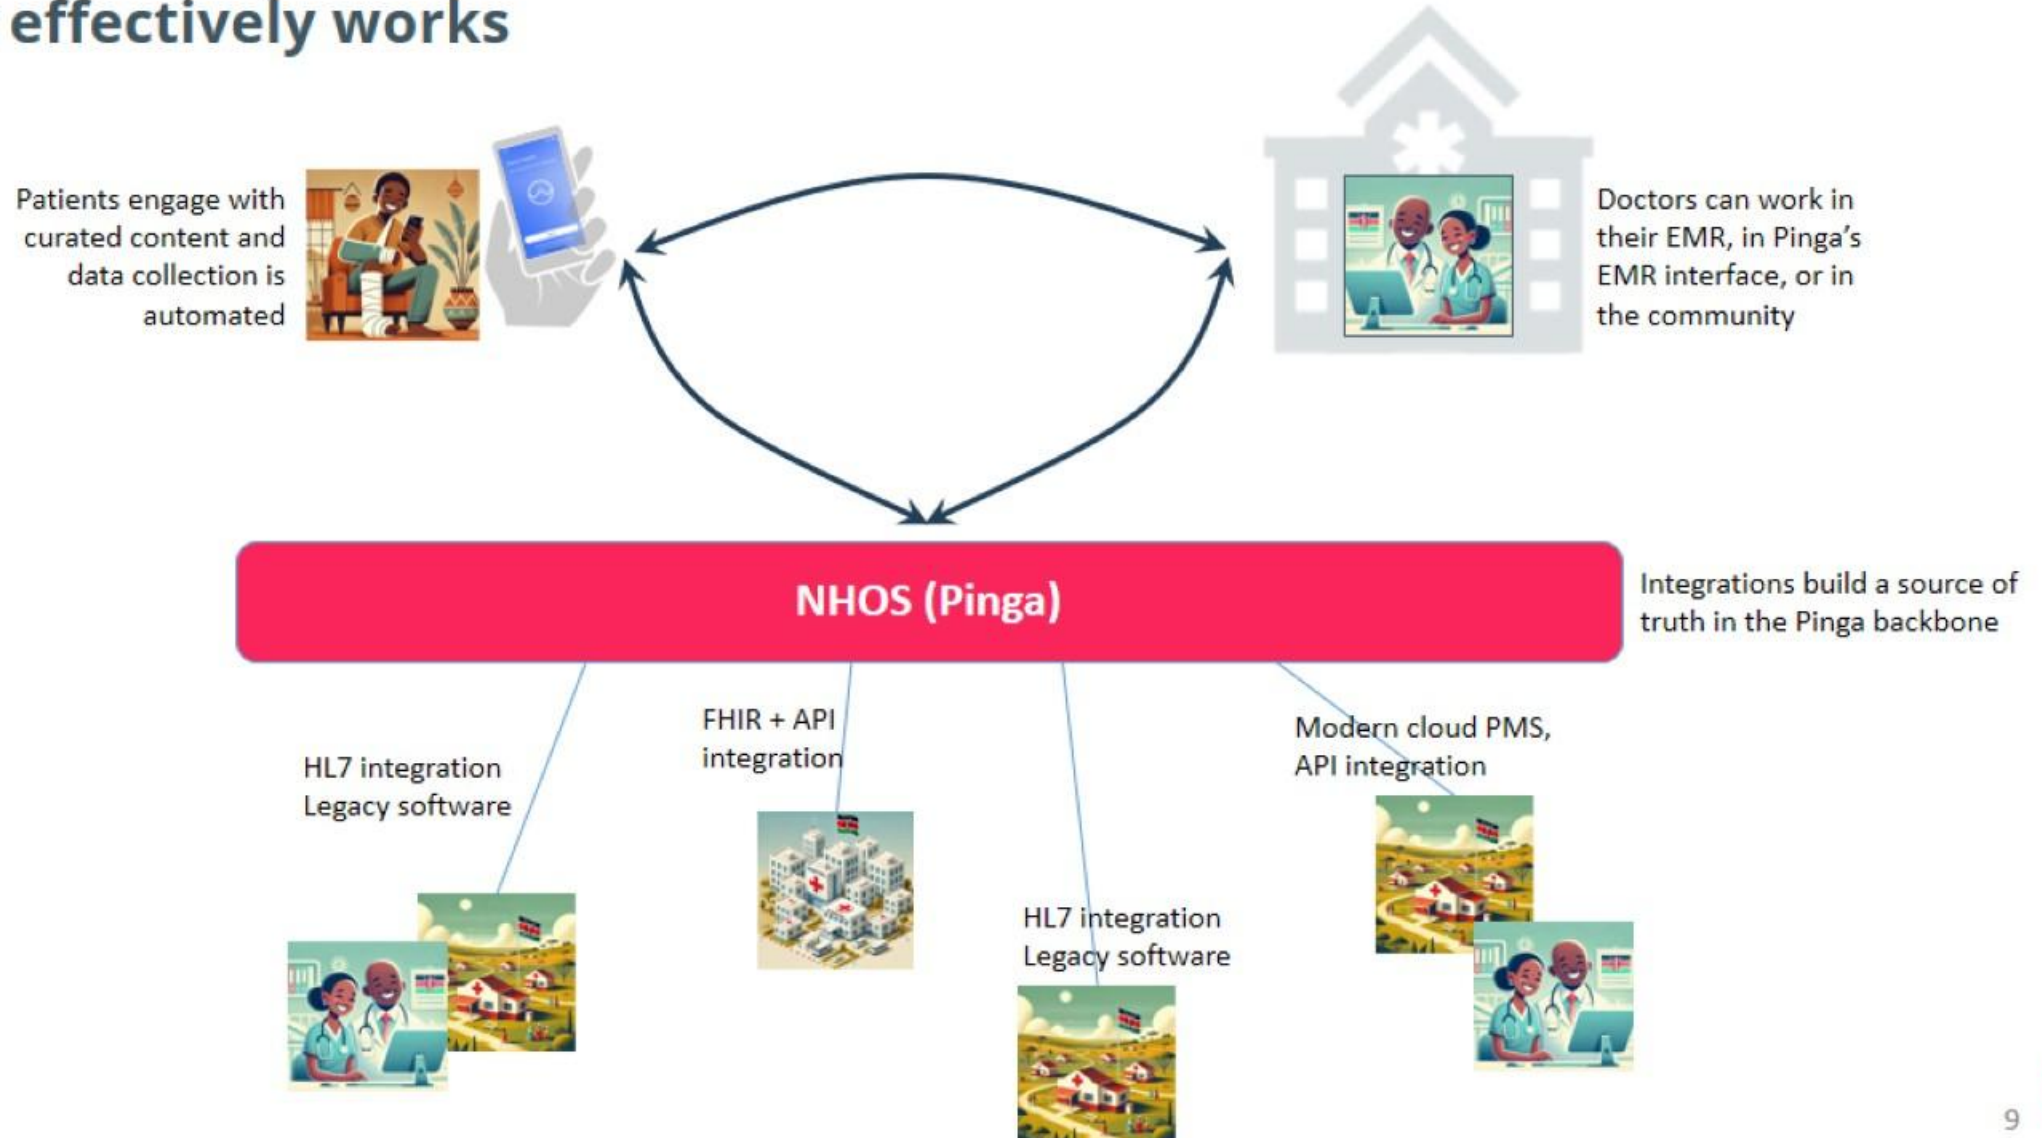 effectively works
Patients engage with
curated content and
data collection is
automated
Doctors can work in
their EMR, in Pinga's
EMR interface, or in
the community
NHOS (Pinga)
Integrations build a source of
truth in the Pinga backbone
HL7 integration
Legacy software
FHIR + API
integration
HL7 integration
Legacy software
Modern cloud PMS,
API integration
9